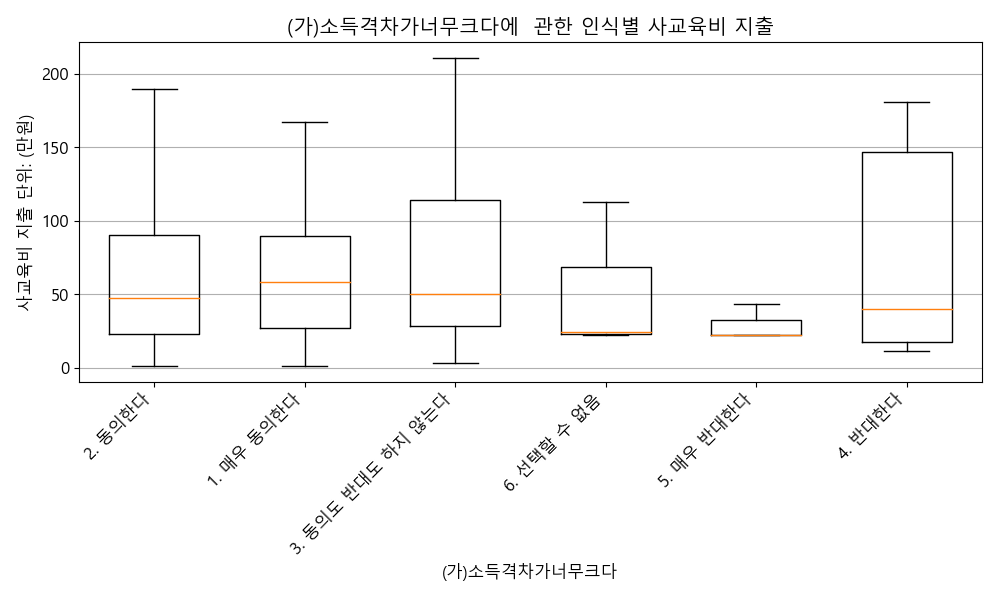 (가)소득격차가너무크다에  관한 인식별 사교육비 지출
사교육비 지출 단위: (만원)
200
150
100
50
0
2. 동의한다
1. 매우 동의한다
3. 동의도 반대도 하지 않는다
6. 선택할 수 없음
5. 매우 반대한다
4. 반대한다
(가)소득격차가너무크다